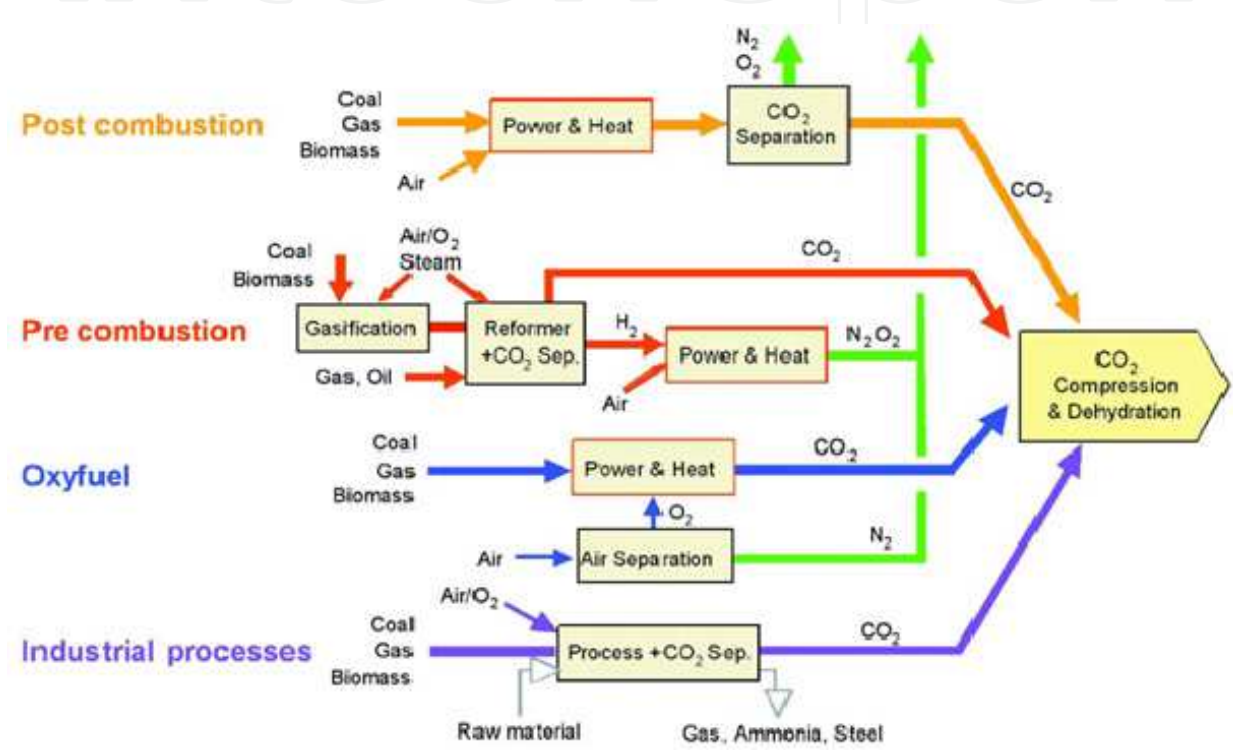 N₂
O₂
Post combustion
Coal
Gas
Biomass
Air
Power & Heat
CO₂
Separation
CO₂
Pre combustion
Coal
Biomass
Air/O₂
Steam
Gasification
Gas, Oil
Reformer
+CO₂ Sep.
H₂
Air
Power & Heat
N₂ O₂
CO₂
CO₂
Compression
& Dehydration
Oxyfuel
Coal
Gas
Biomass
Power & Heat
CO₂
O₂
Air
Air Separation
N₂
Industrial processes
Air/O₂
Coal
Gas
Biomass
Process +CO₂ Sep.
CO₂
Raw material
Gas, Ammonia, Steel